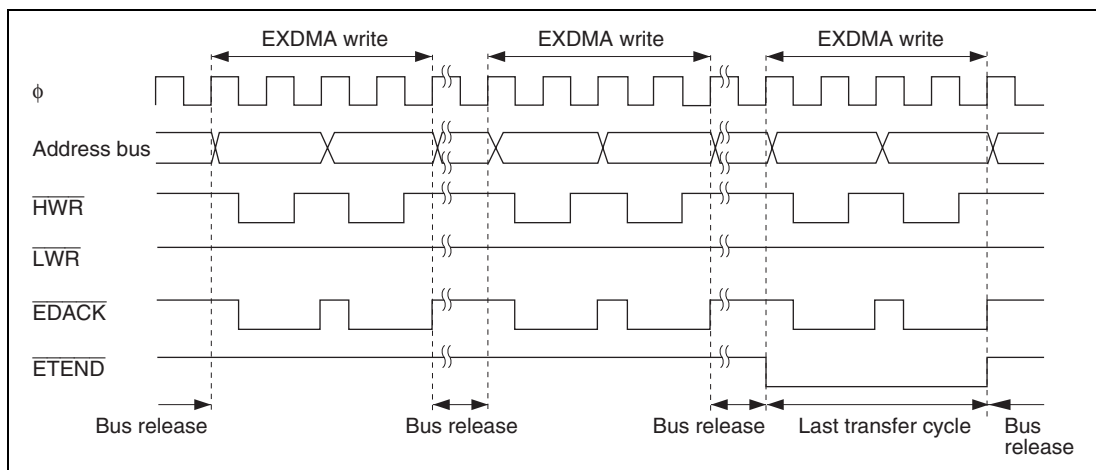 EXDMA write EXDMA write EXDMA write
ϕ
Address bus
HWR
LWR
EDACK
ETEND
Bus release Bus release Bus release Last transfer cycle Bus
release